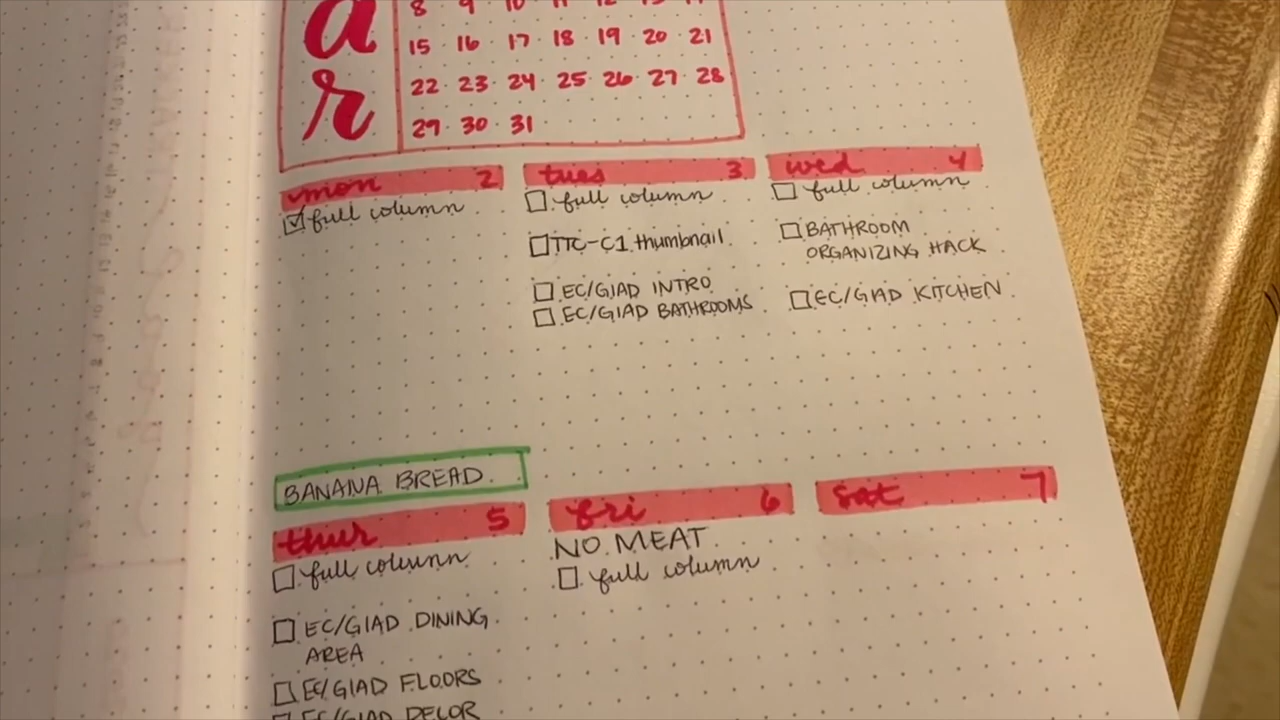 a
r
8 9 10 11 12 13 14
15 16 17 18 19 20 21
22 23 24 25 26 27 28
29 30 31
mon 2
full column
tues 3
full column
TTC-C1 thumbnail
EC/GIAD INTRO
EC/GIAD BATHROOMS
wed 4
full column
BATHROOM
ORGANIZING HACK
EC/GIAD KITCHEN
BANANA BREAD
thur 5
full column
EC/GIAD DINING
AREA
EC/GIAD FLOORS
EC/GIAD DECOR
fri 6
NO MEAT
full column
sat 7